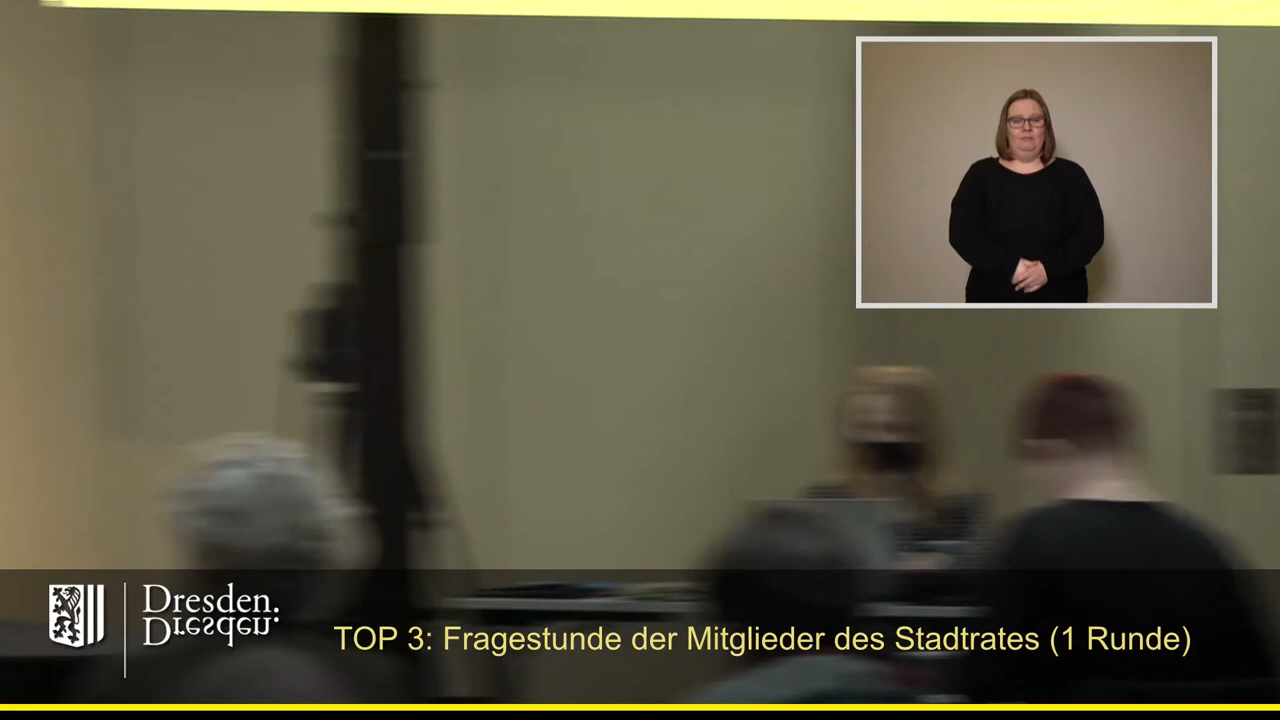 Dresden.
Dresden.
TOP 3: Fragestunde der Mitglieder des Stadtrates (1 Runde)